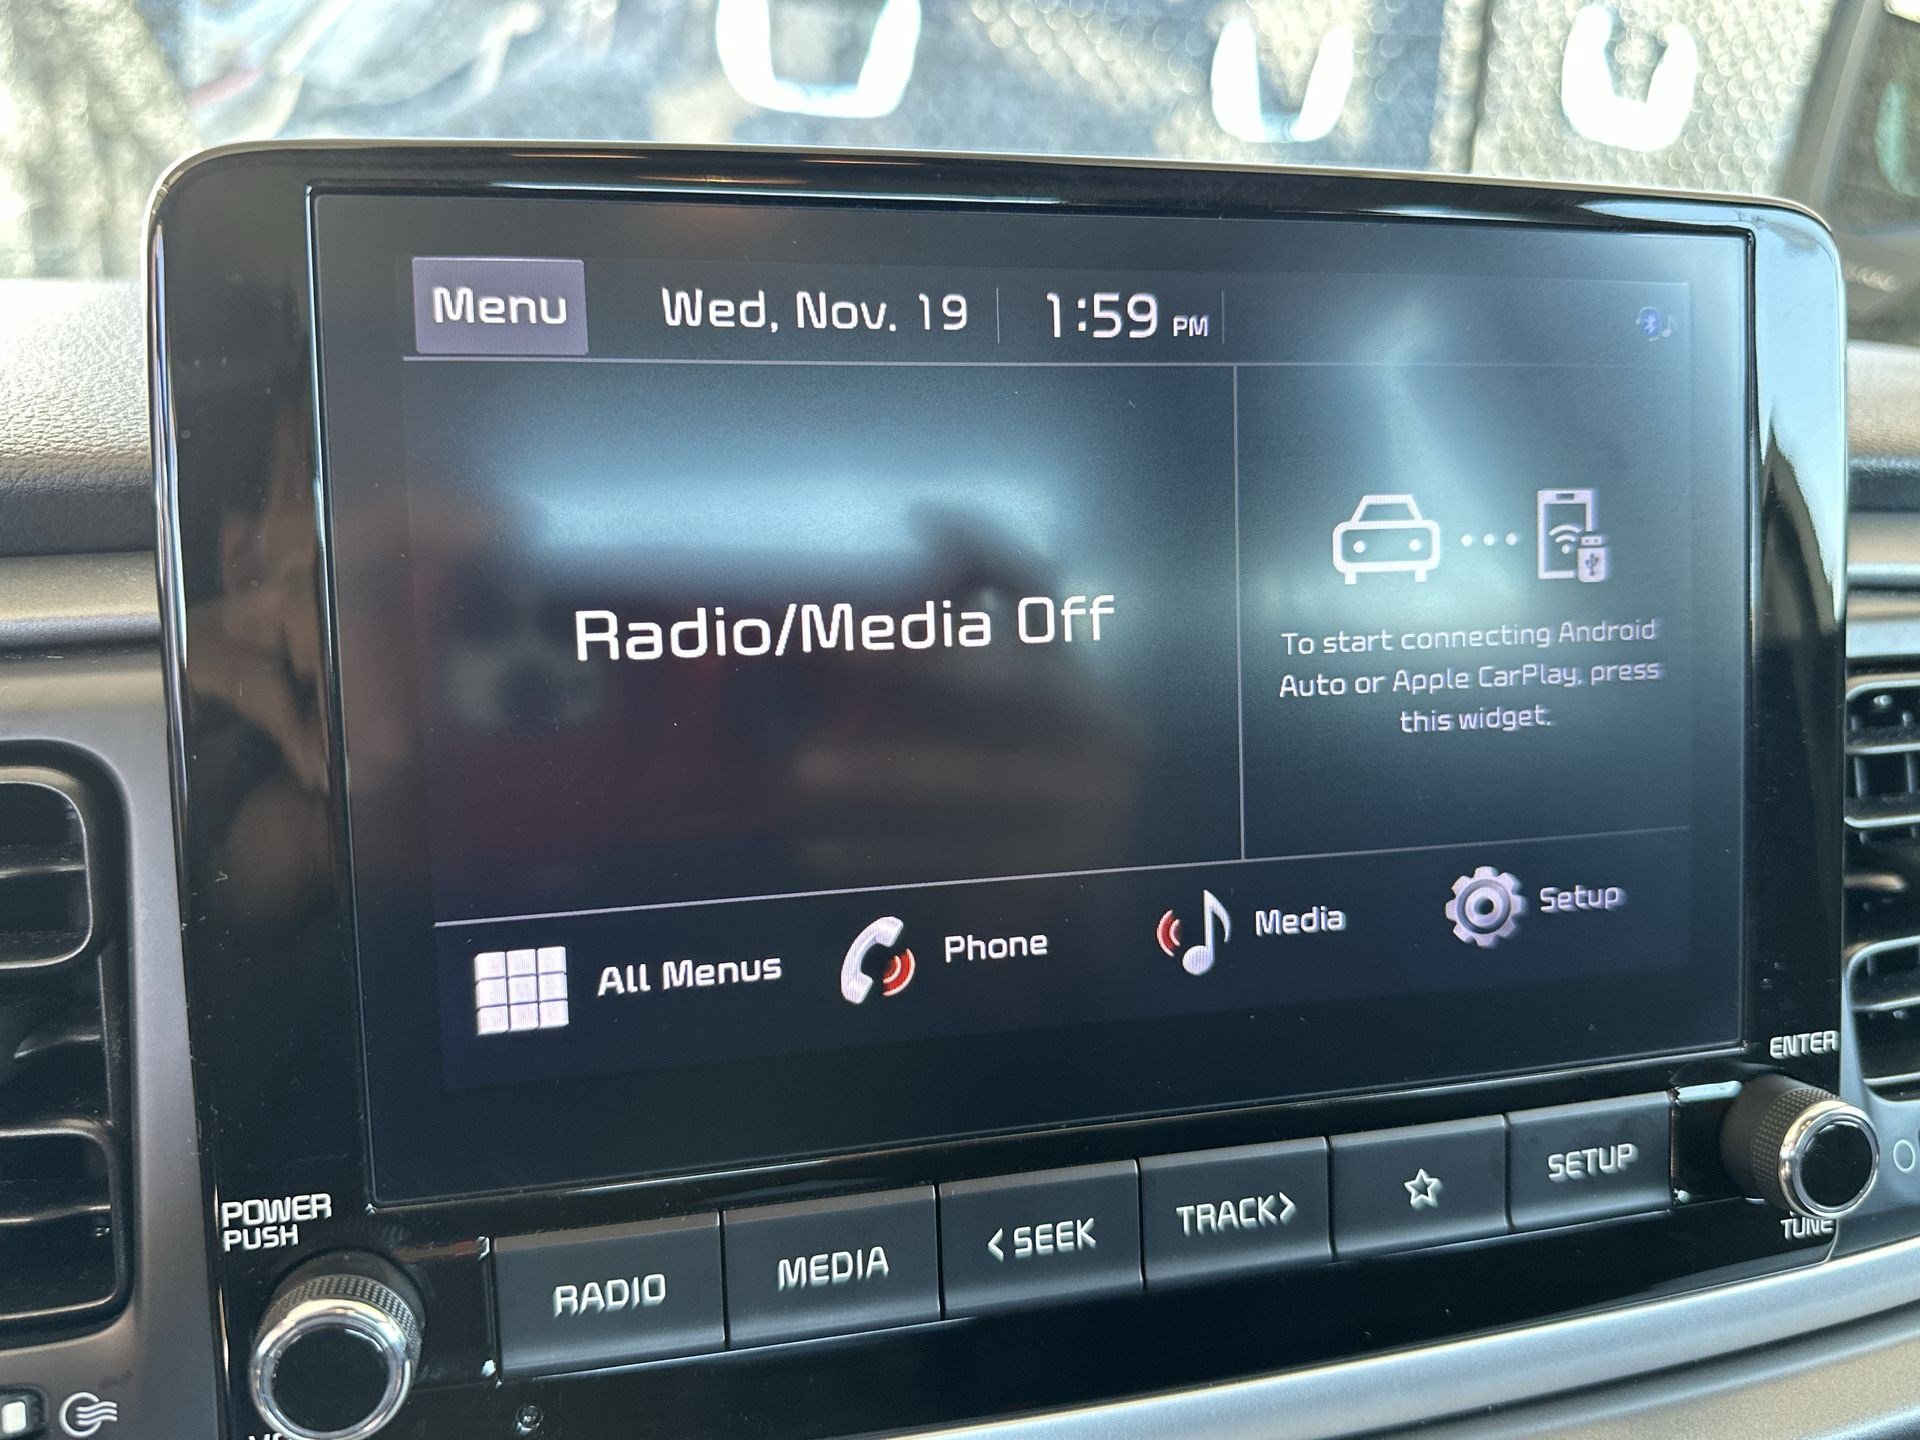 Menu
Wed, Nov. 19
1:59 PM
Radio/Media Off
To start connecting Android
Auto or Apple CarPlay, press
this widget.
All Menus
Phone
Media
Setup
ENTER
POWER
PUSH
RADIO
MEDIA
< SEEK
TRACK >
☆
SETUP
TUNE